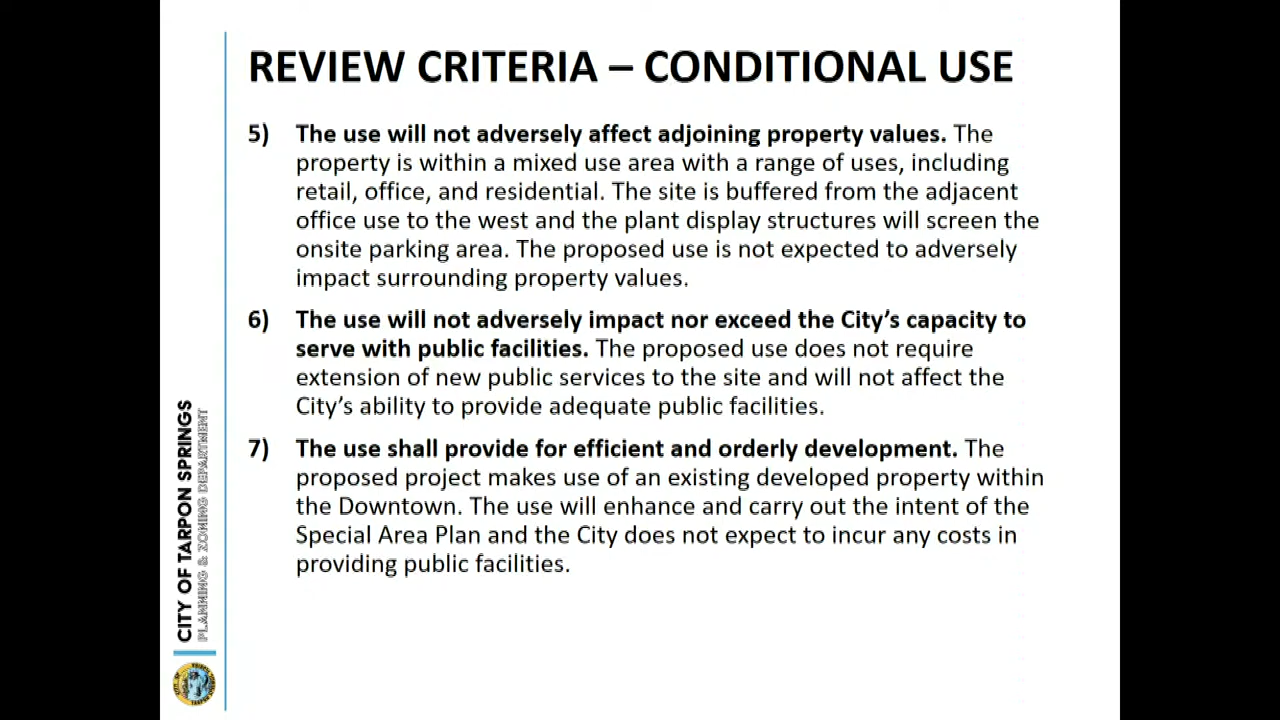 REVIEW CRITERIA – CONDITIONAL USE
5) The use will not adversely affect adjoining property values. The
property is within a mixed use area with a range of uses, including
retail, office, and residential. The site is buffered from the adjacent
office use to the west and the plant display structures will screen the
onsite parking area. The proposed use is not expected to adversely
impact surrounding property values.
6) The use will not adversely impact nor exceed the City’s capacity to
serve with public facilities. The proposed use does not require
extension of new public services to the site and will not affect the
City’s ability to provide adequate public facilities.
7) The use shall provide for efficient and orderly development. The
proposed project makes use of an existing developed property within
the Downtown. The use will enhance and carry out the intent of the
Special Area Plan and the City does not expect to incur any costs in
providing public facilities.
CITY OF TARPON SPRINGS
PLANNING & ZONING DEPARTMENT